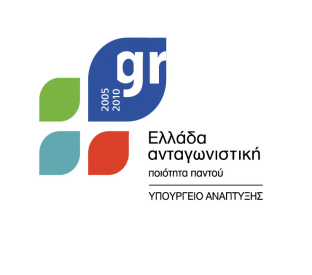 gr
2005
2010
Ελλάδα
ανταγωνιστική
ποιότητα παντού
ΥΠΟΥΡΓΕΙΟ ΑΝΑΠΤΥΞΗΣ